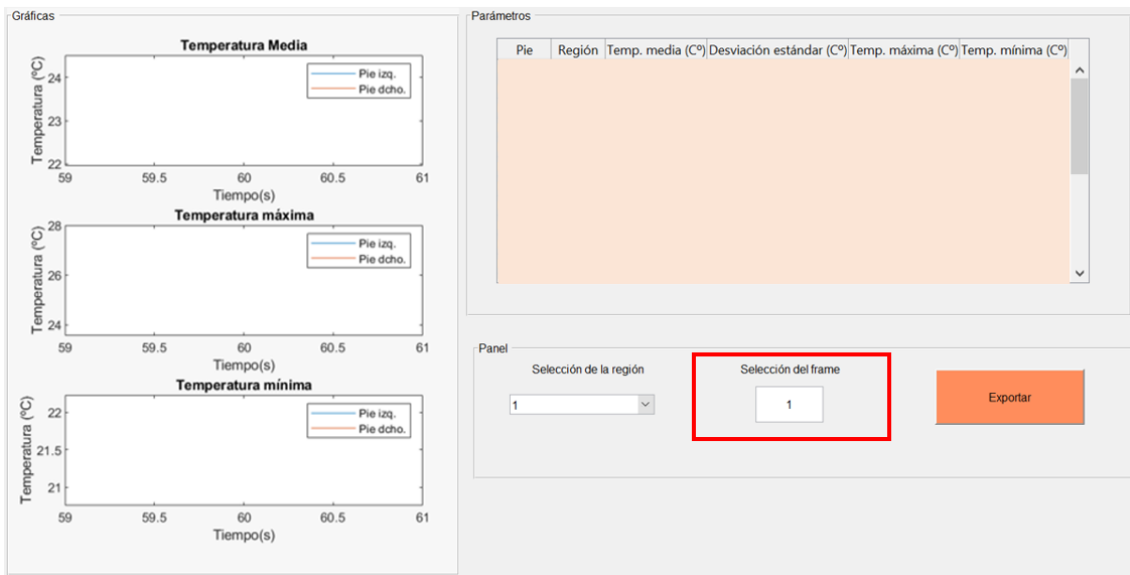 Gráficas
Temperatura Media
Temperatura (ºC)
24
23
22
Pie izq.
Pie dcho.
59 59.5 60 60.5 61
Tiempo(s)
Temperatura máxima
Temperatura (ºC)
28
26
24
Pie izq.
Pie dcho.
59 59.5 60 60.5 61
Tiempo(s)
Temperatura mínima
Temperatura (ºC)
22
21.5
21
Pie izq.
Pie dcho.
59 59.5 60 60.5 61
Tiempo(s)
Parámetros
Pie Región Temp. media (Cº) Desviación estándar (Cº) Temp. máxima (Cº) Temp. mínima (Cº)
Panel
Selección de la región
1
Selección del frame
1
Exportar